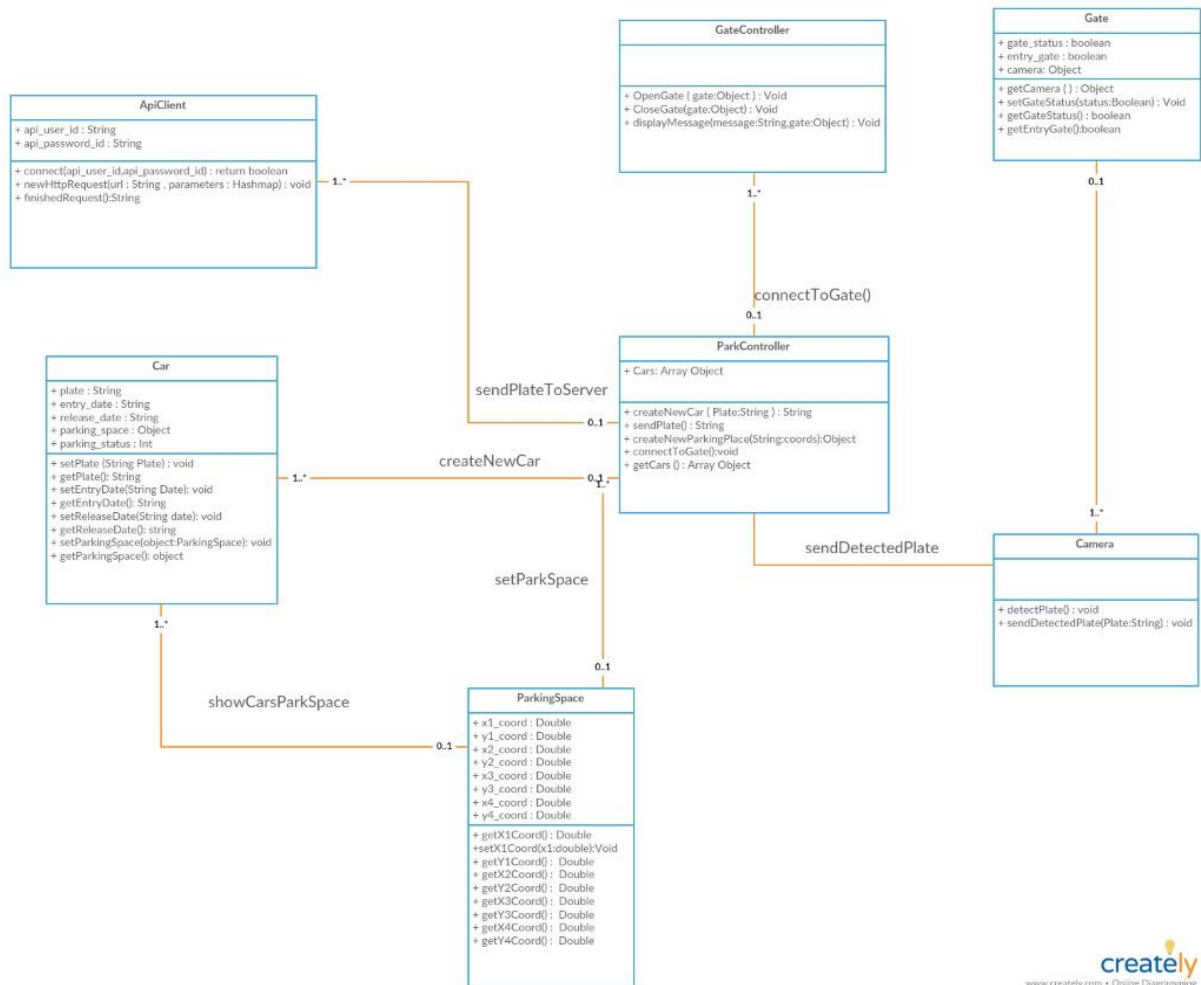 Gate
+ gate_status : boolean
+ entry_gate : boolean
+ camera: Object
+ getCamera ( ) : Object
+ setGateStatus(status:Boolean) : Void
+ getGateStatus() : boolean
+ getEntryGate():boolean
0..1
GateController
+ OpenGate ( gate:Object ) : Void
+ CloseGate(gate:Object) : Void
+ displayMessage(message:String,gate:Object) : Void
1..*
connectToGate()
0..1
ApiClient
+ api_user_id : String
+ api_password_id : String
+ connect(api_user_id,api_password_id) : return boolean
+ newHttpRequest(url : String , parameters : Hashmap) : void
+ finishedRequest():String
1..*
sendPlateToServer
0..1
ParkController
+ Cars: Array Object
+ createNewCar ( Plate:String ) : String
+ sendPlate() : String
+ createNewParkingPlace(String:coords):Object
+ connectToGate():void
+ getCars () : Array Object
Car
+ plate : String
+ entry_date : String
+ release_date : String
+ parking_space : Object
+ parking_status : Int
+ setPlate (String Plate) : void
+ getPlate(): String
+ setEntryDate(String Date): void
+ getEntryDate(): String
+ setReleaseDate(String date): void
+ getReleaseDate(): string
+ setParkingSpace(object:ParkingSpace): void
+ getParkingSpace(): object
1..*
createNewCar
0..1
1..*
setParkSpace
0..1
sendDetectedPlate
1..*
Camera
+ detectPlate() : void
+ sendDetectedPlate(Plate:String) : void
1..*
showCarsParkSpace
0..1
ParkingSpace
+ x1_coord : Double
+ y1_coord : Double
+ x2_coord : Double
+ y2_coord : Double
+ x3_coord : Double
+ y3_coord : Double
+ x4_coord : Double
+ y4_coord : Double
+ getX1Coord() : Double
+setX1Coord(x1:double):Void
+ getY1Coord() : Double
+ getX2Coord() : Double
+ getY2Coord() : Double
+ getX3Coord() : Double
+ getY3Coord() : Double
+ getX4Coord() : Double
+ getY4Coord() : Double
creately
www.creately.com • Online Diagramming